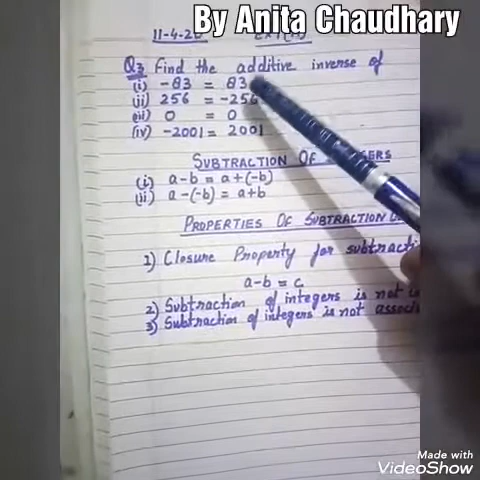 By Anita Chaudhary
11-4-20
Q3 Find the additive inverse of
(i) -83 = 83
(ii) 256 = -256
(iii) 0 = 0
(iv) -2001 = 2001
SUBTRACTION OF
(i) a-b = a+(-b)
(ii) a-(-b) = a+b
PROPERTIES OF SUBTRACTION
1) Closure Property for subtracti
a-b = c
2) Subtraction of integers is not
3) Subtraction of integers is not associ
Made with
VideoShow